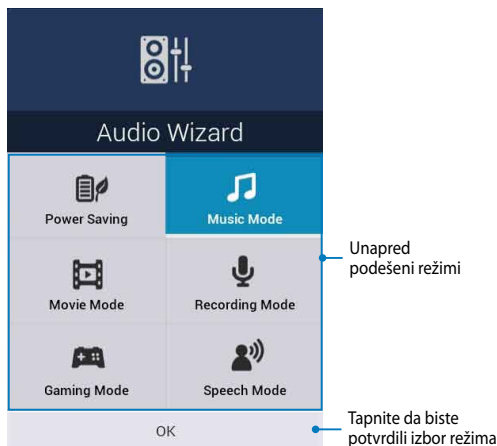 Audio Wizard
Power Saving
Music Mode
Movie Mode
Recording Mode
Gaming Mode
Speech Mode
OK
Unapred
podešeni režimi
Tapnite da biste
potvrdili izbor režima